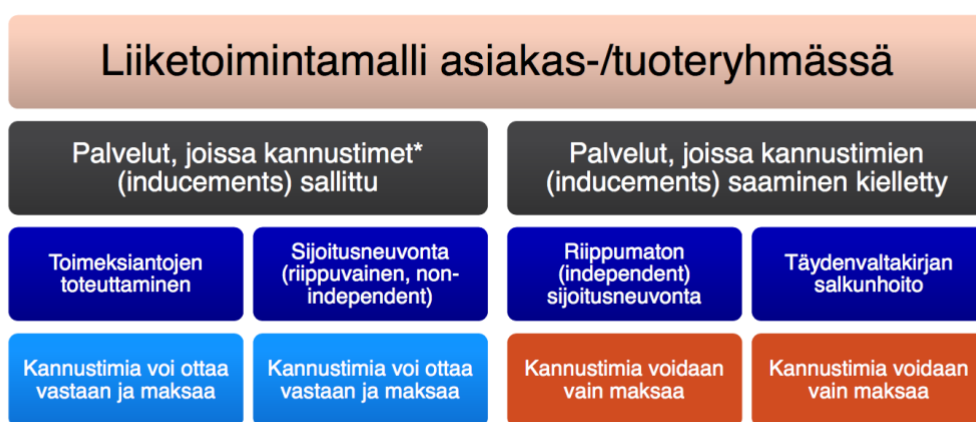 Liiketoimintamalli asiakas-/tuoteryhmässä
Palvelut, joissa kannustimet*
(inducements) sallittu
Palvelut, joissa kannustimien
(inducements) saaminen kielletty
Toimeksiantojen
toteuttaminen
Sijoitusneuvonta
(riippuvainen, non-
independent)
Riippumaton
(independent)
sijoitusneuvonta
Täydenvaltakirjan
salkunhoito
Kannustimia voi ottaa
vastaan ja maksaa
Kannustimia voi ottaa
vastaan ja maksaa
Kannustimia voidaan
vain maksaa
Kannustimia voidaan
vain maksaa